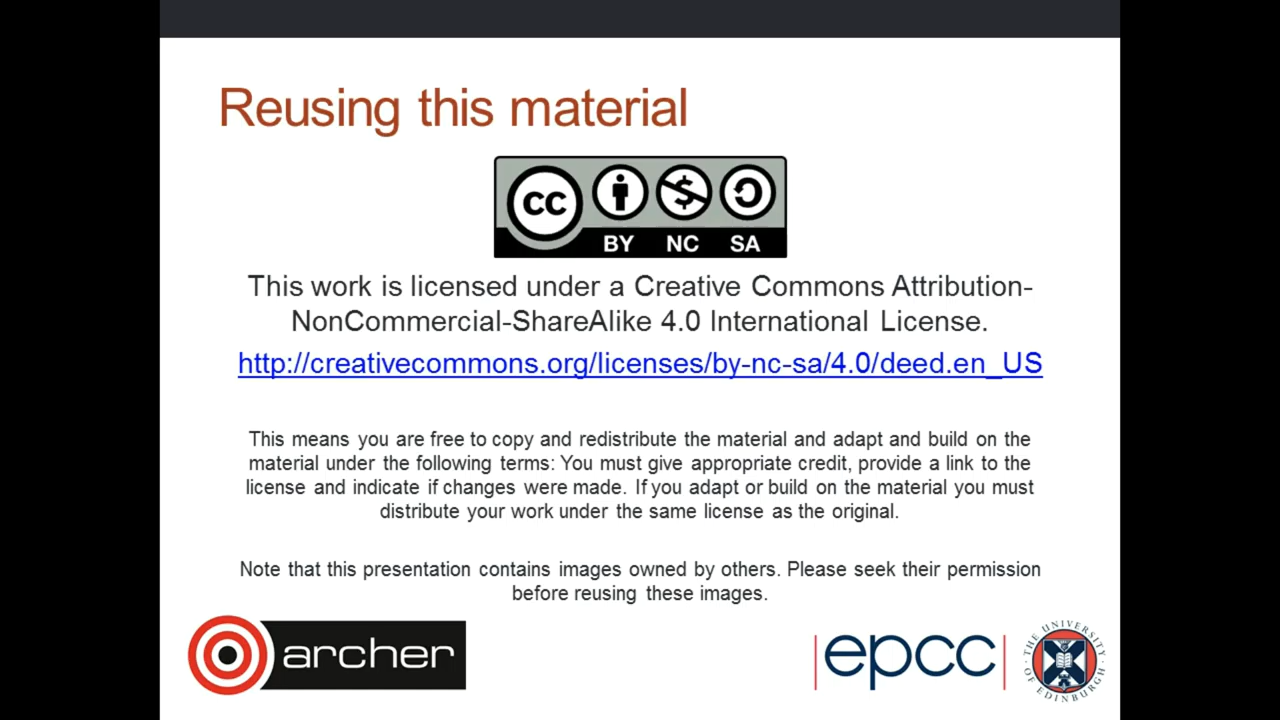 Reusing this material
CC
BY NC SA
This work is licensed under a Creative Commons Attribution-
NonCommercial-ShareAlike 4.0 International License.
http://creativecommons.org/licenses/by-nc-sa/4.0/deed.en_US
This means you are free to copy and redistribute the material and adapt and build on the
material under the following terms: You must give appropriate credit, provide a link to the
license and indicate if changes were made. If you adapt or build on the material you must
distribute your work under the same license as the original.
Note that this presentation contains images owned by others. Please seek their permission
before reusing these images.
archer
|epcc|
THE UNIVERSITY
OF EDINBURGH